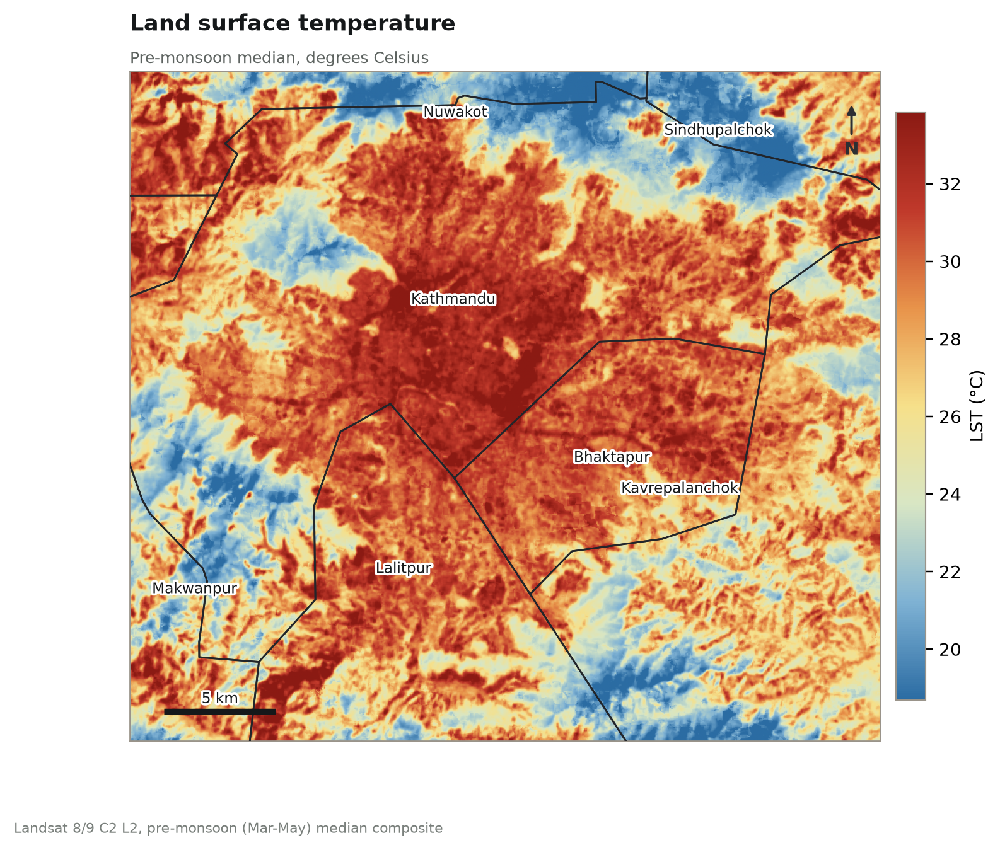 Land surface temperature
Pre-monsoon median, degrees Celsius
Nuwakot
Sindhupalchok
N
Kathmandu
Bhaktapur
Kavrepalanchok
Lalitpur
Makwanpur
5 km
32
30
28
26
24
22
20
LST (°C)
Landsat 8/9 C2 L2, pre-monsoon (Mar-May) median composite